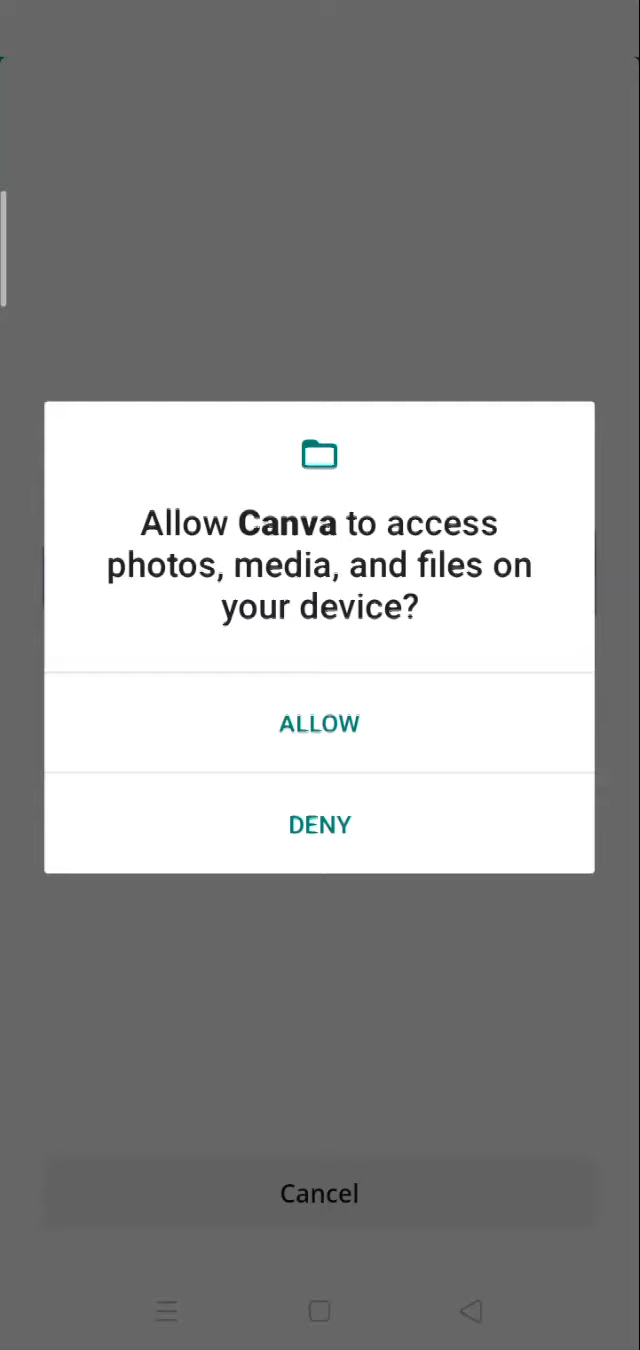 Allow Canva to access
photos, media, and files on
your device?
ALLOW
DENY
Cancel